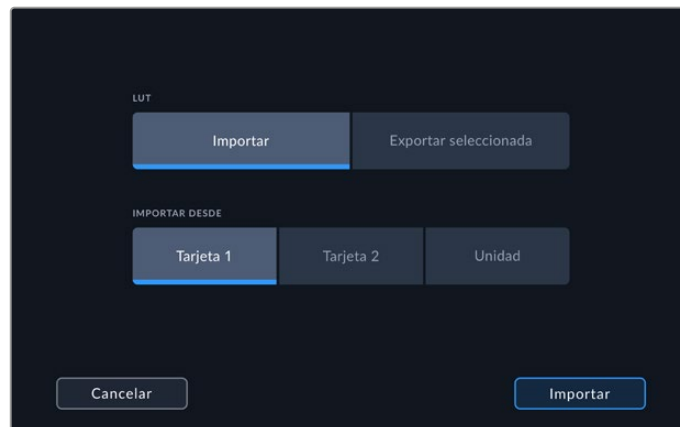 LUT
Importar Exportar seleccionada
IMPORTAR DESDE
Tarjeta 1 Tarjeta 2 Unidad
Cancelar Importar